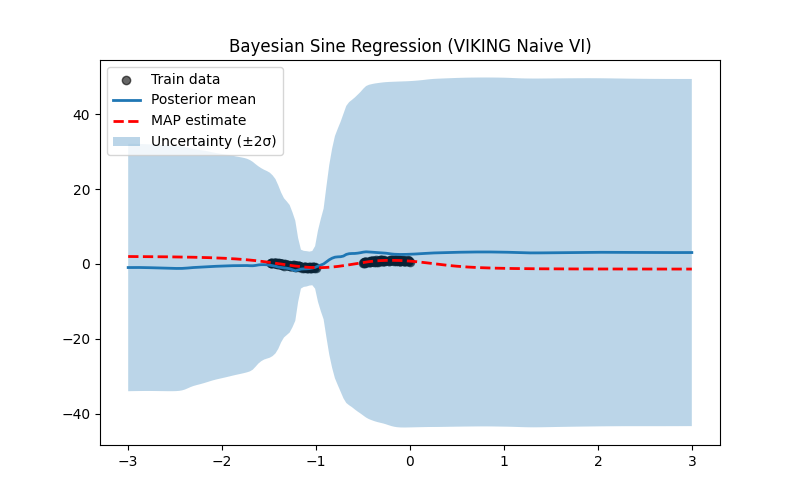 Bayesian Sine Regression (VIKING Naive VI)
Train data
Posterior mean
MAP estimate
Uncertainty (±2σ)
40
20
0
−20
−40
−3
−2
−1
0
1
2
3